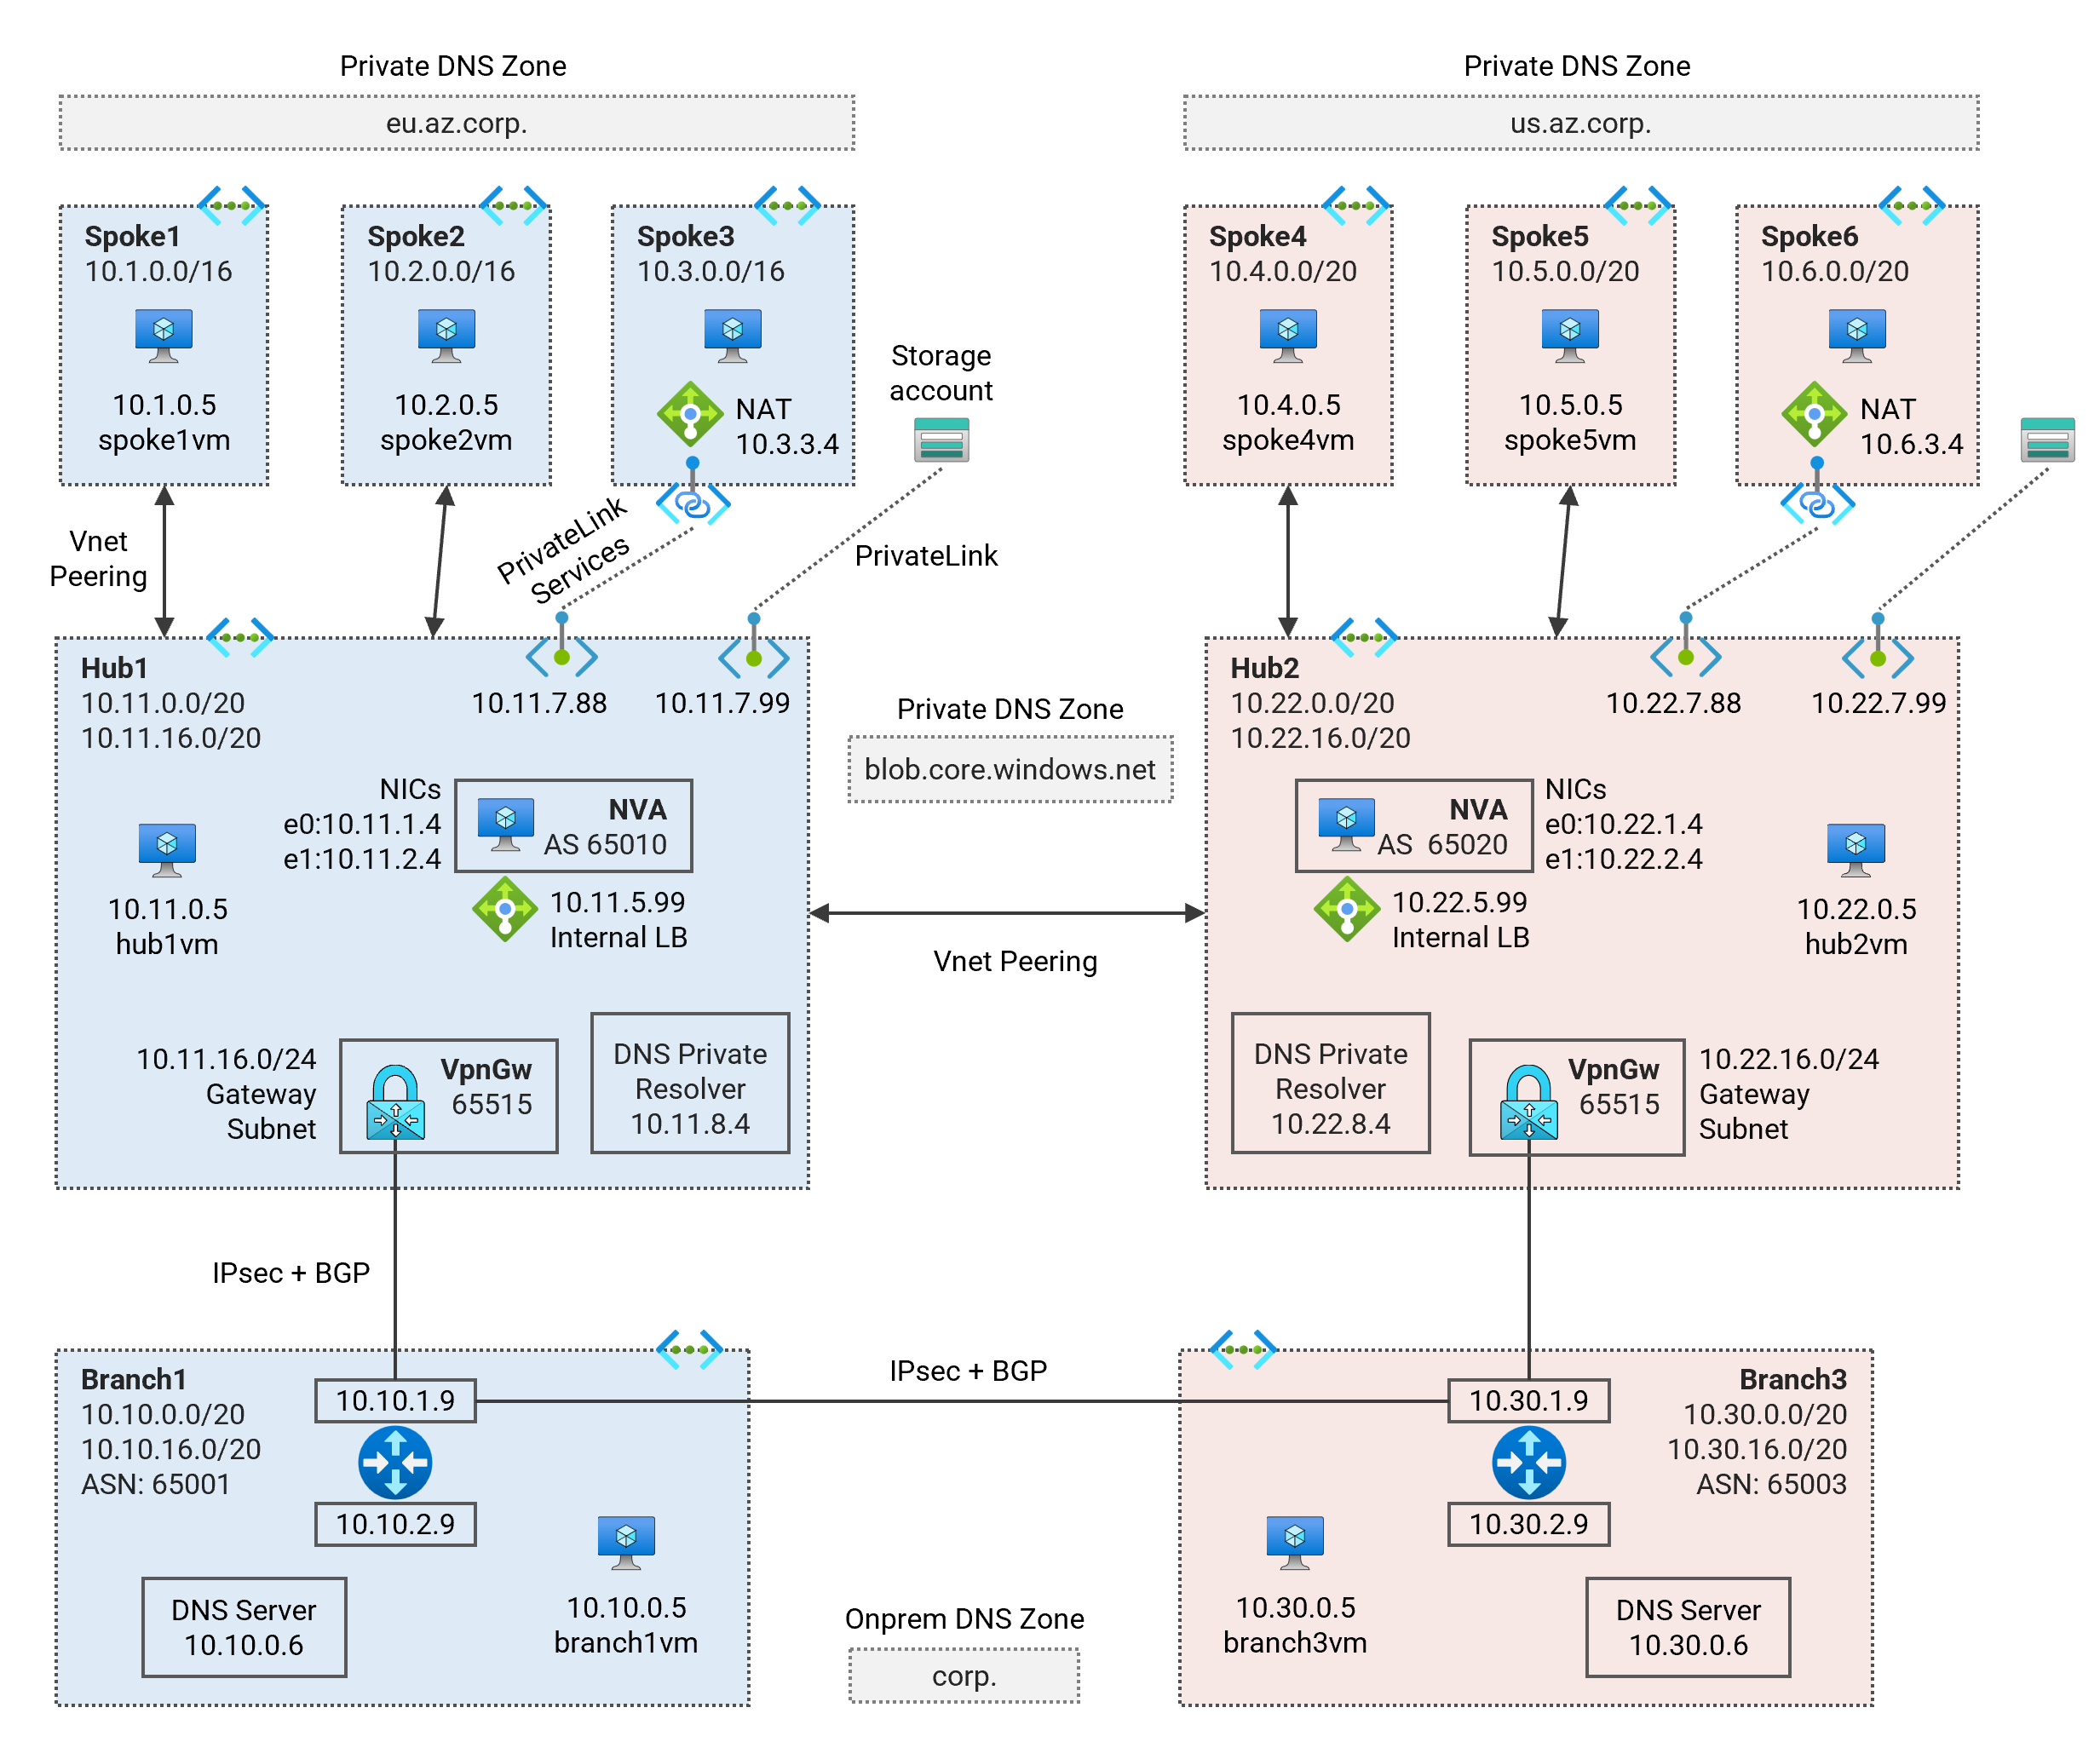 Private DNS Zone
eu.az.corp.
Private DNS Zone
us.az.corp.
Spoke1
10.1.0.0/16
10.1.0.5
spoke1vm
Spoke2
10.2.0.0/16
10.2.0.5
spoke2vm
Spoke3
10.3.0.0/16
NAT
10.3.3.4
Storage
account
Spoke4
10.4.0.0/20
10.4.0.5
spoke4vm
Spoke5
10.5.0.0/20
10.5.0.5
spoke5vm
Spoke6
10.6.0.0/20
NAT
10.6.3.4
Vnet
Peering
PrivateLink
Services
PrivateLink
Hub1
10.11.0.0/20
10.11.16.0/20
10.11.7.88
10.11.7.99
NICs
e0:10.11.1.4
e1:10.11.2.4
NVA
AS 65010
10.11.0.5
hub1vm
10.11.5.99
Internal LB
10.11.16.0/24
Gateway
Subnet
VpnGw
65515
DNS Private
Resolver
10.11.8.4
Private DNS Zone
blob.core.windows.net
Vnet Peering
Hub2
10.22.0.0/20
10.22.16.0/20
10.22.7.88
10.22.7.99
NVA
AS 65020
NICs
e0:10.22.1.4
e1:10.22.2.4
10.22.5.99
Internal LB
10.22.0.5
hub2vm
DNS Private
Resolver
10.22.8.4
VpnGw
65515
10.22.16.0/24
Gateway
Subnet
IPsec + BGP
IPsec + BGP
Branch1
10.10.0.0/20
10.10.16.0/20
ASN: 65001
10.10.1.9
10.10.2.9
DNS Server
10.10.0.6
10.10.0.5
branch1vm
Onprem DNS Zone
corp.
Branch3
10.30.0.0/20
10.30.16.0/20
ASN: 65003
10.30.1.9
10.30.2.9
10.30.0.5
branch3vm
DNS Server
10.30.0.6